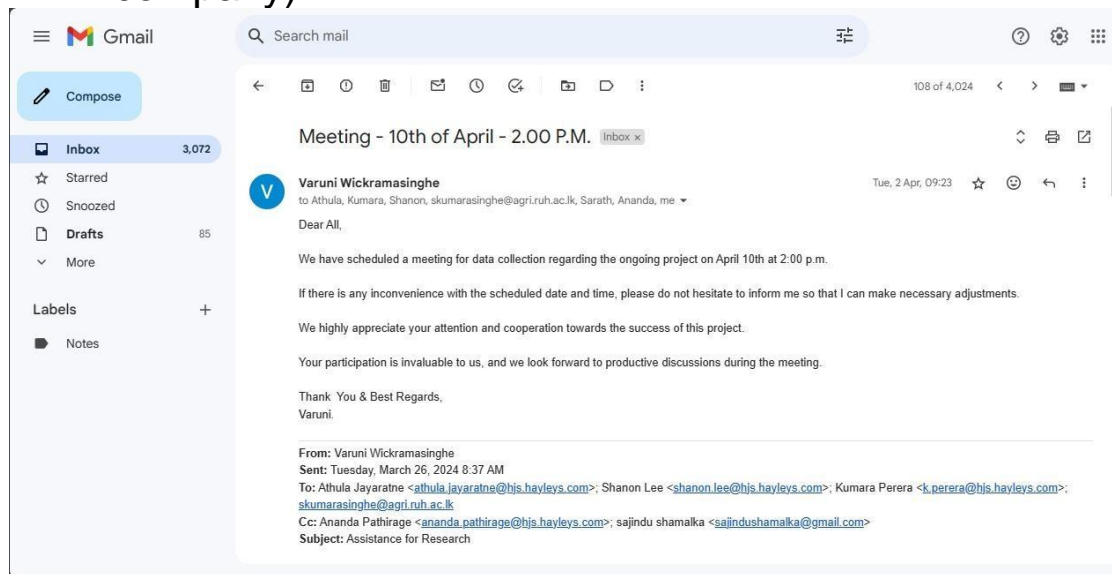 Gmail
Search mail
Compose
108 of 4,024
Meeting - 10th of April - 2.00 P.M. Inbox x
Inbox 3,072
Starred
Snoozed
Drafts 85
More
Labels +
Notes
V
Varuni Wickramasinghe Tue, 2 Apr, 09:23
to Athula, Kumara, Shanon, skumarasinghe@agri.ruh.ac.lk, Sarath, Ananda, me
Dear All,
We have scheduled a meeting for data collection regarding the ongoing project on April 10th at 2:00 p.m.
If there is any inconvenience with the scheduled date and time, please do not hesitate to inform me so that I can make necessary adjustments.
We highly appreciate your attention and cooperation towards the success of this project.
Your participation is invaluable to us, and we look forward to productive discussions during the meeting.
Thank You & Best Regards,
Varuni.
From: Varuni Wickramasinghe
Sent: Tuesday, March 26, 2024 8:37 AM
To: Athula Jayaratne <athula.jayaratne@hjs.hayleys.com>; Shanon Lee <shanon.lee@hjs.hayleys.com>; Kumara Perera <k.perera@hjs.hayleys.com>;
skumarasinghe@agri.ruh.ac.lk
Cc: Ananda Pathirage <ananda.pathirage@hjs.hayleys.com>; sajindu shamalka <sajindushamalka@gmail.com>
Subject: Assistance for Research